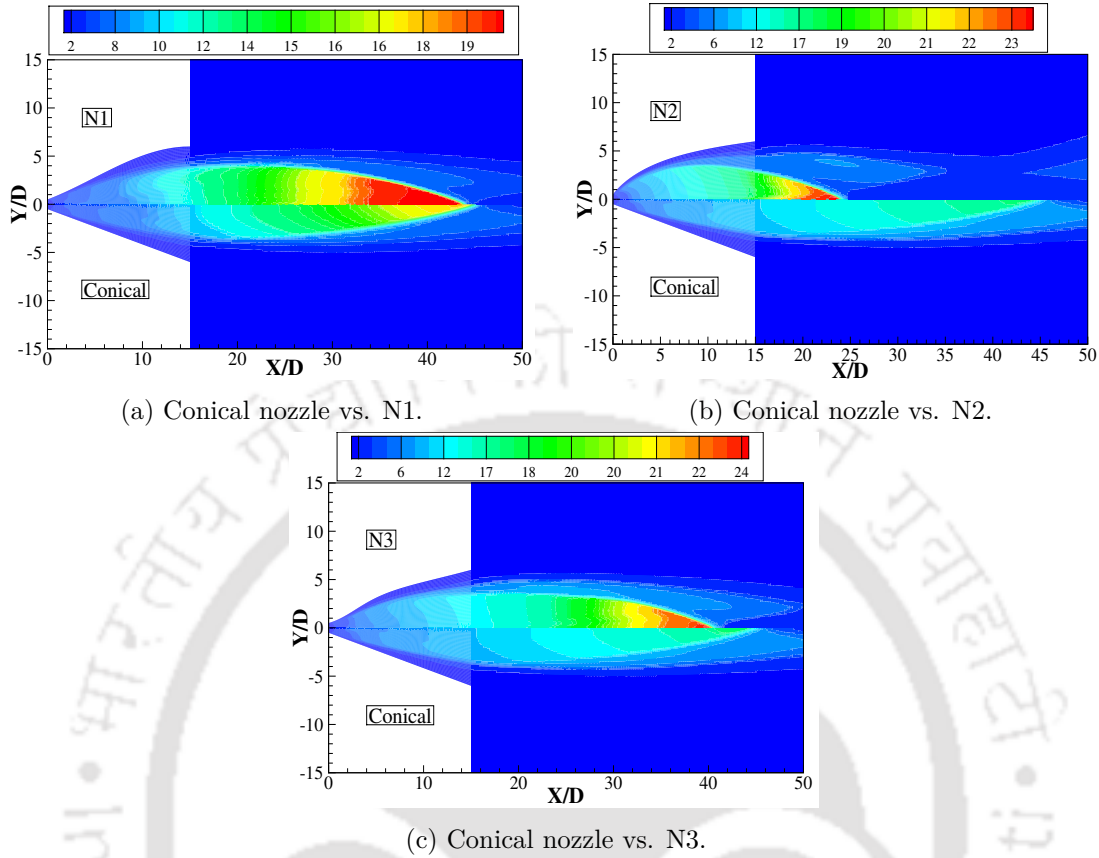 2 8 10 12 14 15 16 16 18 19
15
10
5
0
-5
-10
-15
Y/D
N1
Conical
0 10 20 30 40 50
X/D
(a) Conical nozzle vs. N1.
2 6 12 17 19 20 21 22 23
15
10
5
0
-5
-10
-15
Y/D
N2
Conical
0 5 10 15 20 25 30 35 40 45 50
X/D
(b) Conical nozzle vs. N2.
2 6 12 17 18 20 20 21 22 24
15
10
5
0
-5
-10
-15
Y/D
N3
Conical
0 10 20 30 40 50
X/D
(c) Conical nozzle vs. N3.